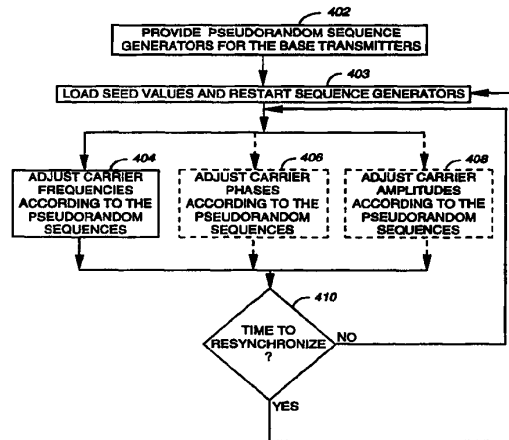 402
PROVIDE PSEUDORANDOM SEQUENCE
GENERATORS FOR THE BASE TRANSMITTERS
403
LOAD SEED VALUES AND RESTART SEQUENCE GENERATORS
404
ADJUST CARRIER
FREQUENCIES
ACCORDING TO THE
PSEUDORANDOM
SEQUENCES
406
ADJUST CARRIER
PHASES
ACCORDING TO THE
PSEUDORANDOM
SEQUENCES
408
ADJUST CARRIER
AMPLITUDES
ACCORDING TO THE
PSEUDORANDOM
SEQUENCES
410
TIME TO
RESYNCHRONIZE
?
NO
YES